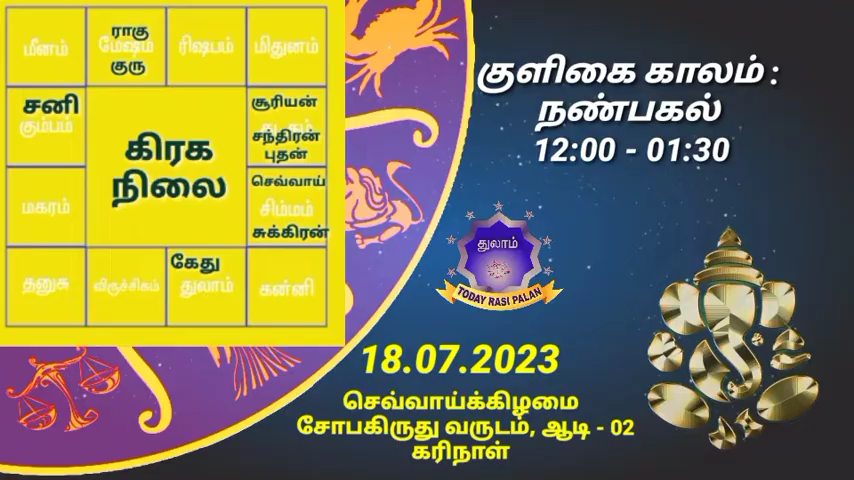 மீனம்
ராகு
மேஷம்
குரு
ரிஷபம்
மிதுனம்
சனி
கும்பம்
சூரியன்
சந்திரன்
புதன்
கிரக
நிலை
மகரம்
செவ்வாய்
சிம்மம்
சுக்கிரன்
தனுசு
விருச்சிகம்
கேது
துலாம்
கன்னி
குளிகை காலம் :
நண்பகல்
12:00 - 01:30
துலாம்
TODAY RASI PALAN
18.07.2023
செவ்வாய்க்கிழமை
சோபகிருது வருடம், ஆடி - 02
கரிநாள்